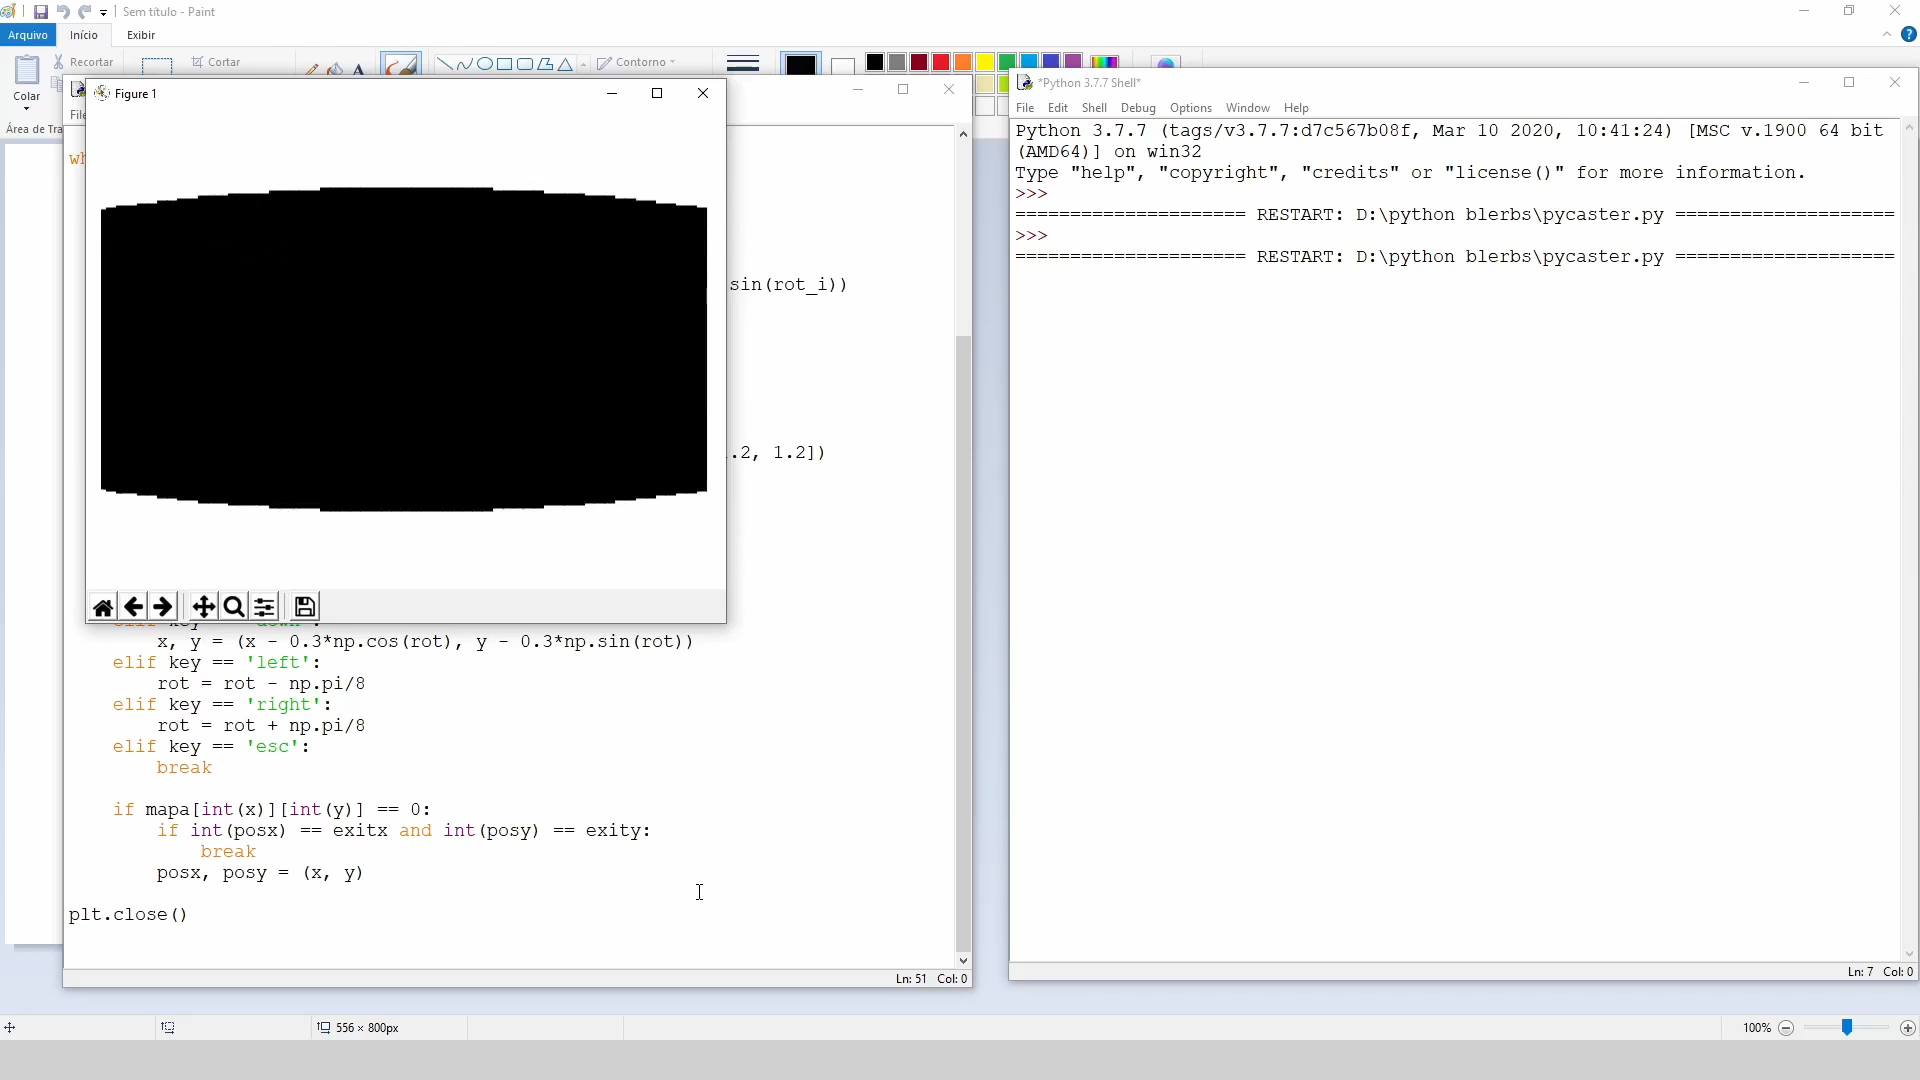 Sem título - Paint
Arquivo
Início
Exibir
Recortar
Cortar
Contorno
Colar
Área de Tra
Figure 1
File
*Python 3.7.7 Shell*
File Edit Shell Debug Options Window Help
Python 3.7.7 (tags/v3.7.7:d7c567b08f, Mar 10 2020, 10:41:24) [MSC v.1900 64 bit
(AMD64)] on win32
Type "help", "copyright", "credits" or "license()" for more information.
>>>
===================== RESTART: D:\python blerbs\pycaster.py ====================
>>>
===================== RESTART: D:\python blerbs\pycaster.py ====================
wh
sin(rot_i))
.2, 1.2])
x, y = (x - 0.3*np.cos(rot), y - 0.3*np.sin(rot))
elif key == 'left':
rot = rot - np.pi/8
elif key == 'right':
rot = rot + np.pi/8
elif key == 'esc':
break
if mapa[int(x)][int(y)] == 0:
if int(posx) == exitx and int(posy) == exity:
break
posx, posy = (x, y)
plt.close()
Ln: 51 Col: 0
Ln: 7 Col: 0
556 × 800px
100%